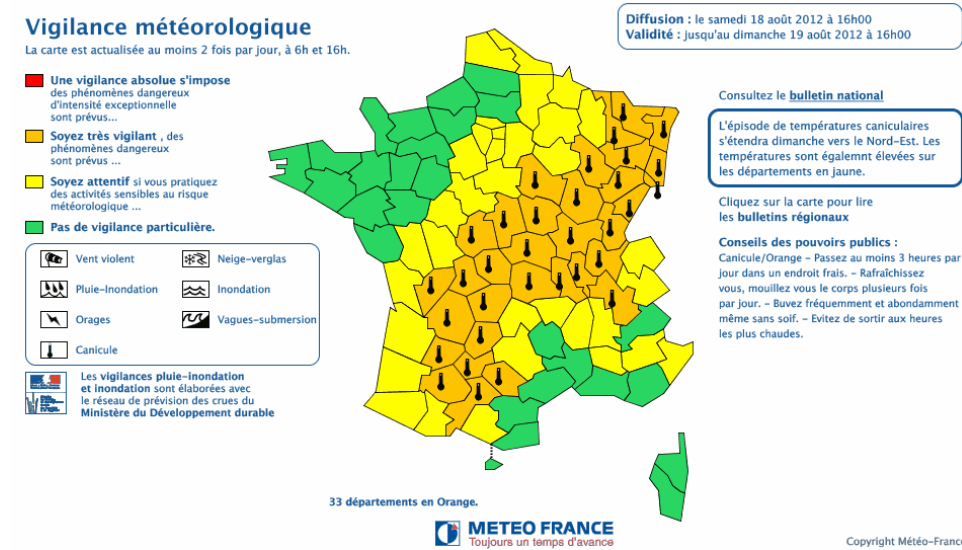 Vigilance météorologique
La carte est actualisée au moins 2 fois par jour, à 6h et 16h.
Diffusion : le samedi 18 août 2012 à 16h00
Validité : jusqu'au dimanche 19 août 2012 à 16h00
Une vigilance absolue s'impose
des phénomènes dangereux
d'intensité exceptionnelle
sont prévus...
Soyez très vigilant , des
phénomènes dangereux
sont prévus ...
Soyez attentif si vous pratiquez
des activités sensibles au risque
météorologique ...
Pas de vigilance particulière.
Vent violent
Neige-verglas
Pluie-Inondation
Inondation
Orages
Vagues-submersion
Canicule
Les vigilances pluie-inondation
et inondation sont élaborées avec
le réseau de prévision des crues du
Ministère du Développement durable
Consultez le bulletin national
L'épisode de températures caniculaires
s'étendra dimanche vers le Nord-Est. Les
températures sont égalemnt élevées sur
les départements en jaune.
Cliquez sur la carte pour lire
les bulletins régionaux
Conseils des pouvoirs publics :
Canicule/Orange – Passez au moins 3 heures par
jour dans un endroit frais. – Rafraîchissez
vous, mouillez vous le corps plusieurs fois
par jour. – Buvez fréquemment et abondamment
même sans soif. – Evitez de sortir aux heures
les plus chaudes.
33 départements en Orange.
METEO FRANCE
Toujours un temps d'avance
Copyright Météo-France